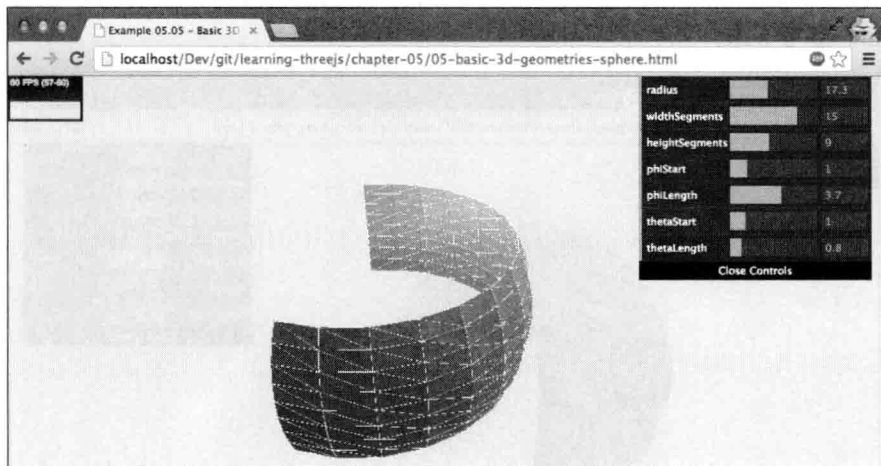 Example 05.05 - Basic 3D ×
localhost/Dev/git/learning-threejs/chapter-05/05-basic-3d-geometries-sphere.html
60 FPS (57-60)
radius 17.3
widthSegments 15
heightSegments 9
phiStart 1
phiLength 3.7
thetaStart 1
thetaLength 0.8
Close Controls